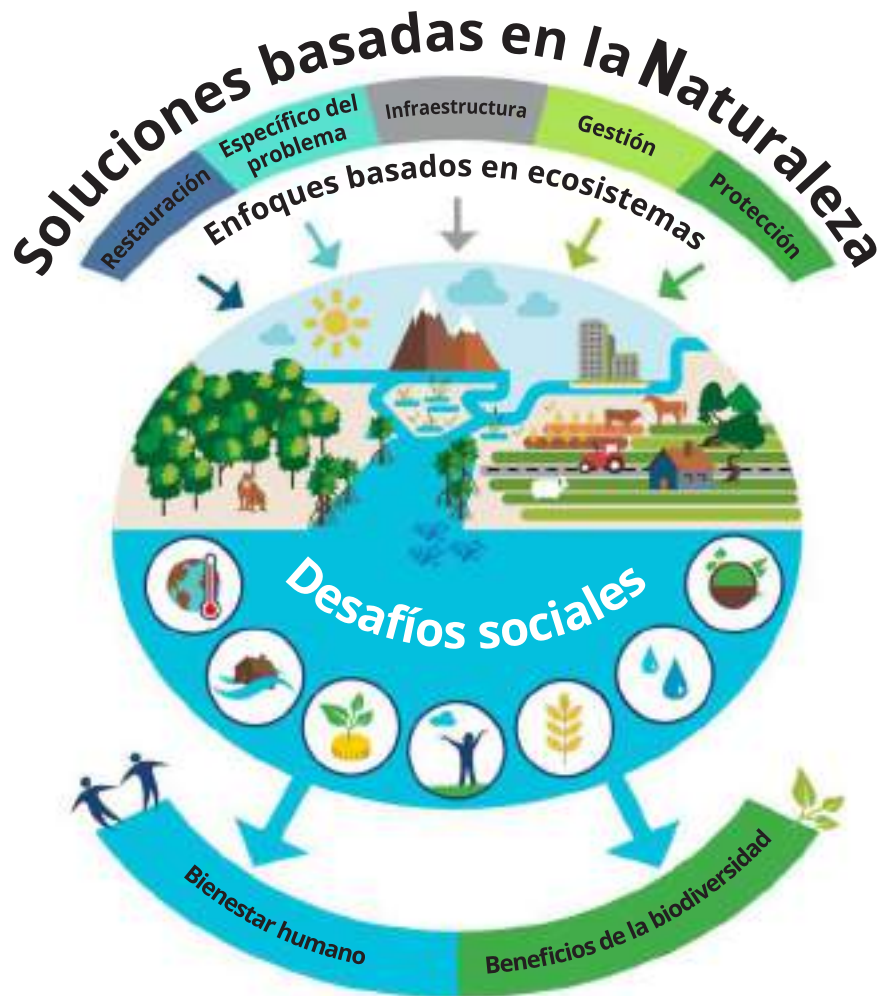 Soluciones basadas en la Naturaleza
Restauración
Específico del
problema
Infraestructura
Gestión
Protección
Enfoques basados en ecosistemas
Desafíos sociales
Bienestar humano
Beneficios de la biodiversidad